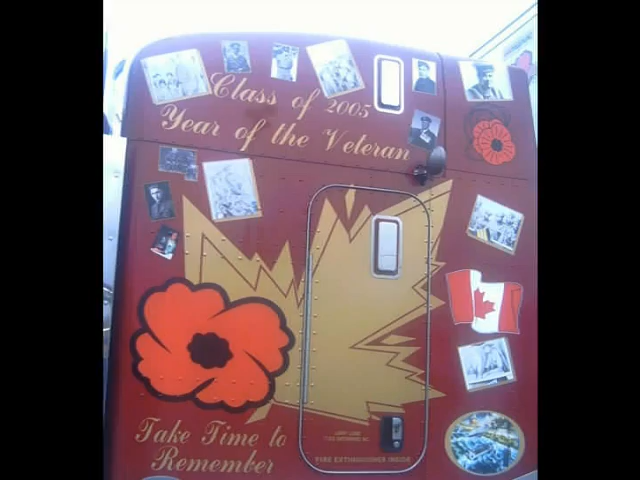 Class of 2005
Year of the Veteran
Take Time to
Remember
FIRE EXTINGUISHER INSIDE